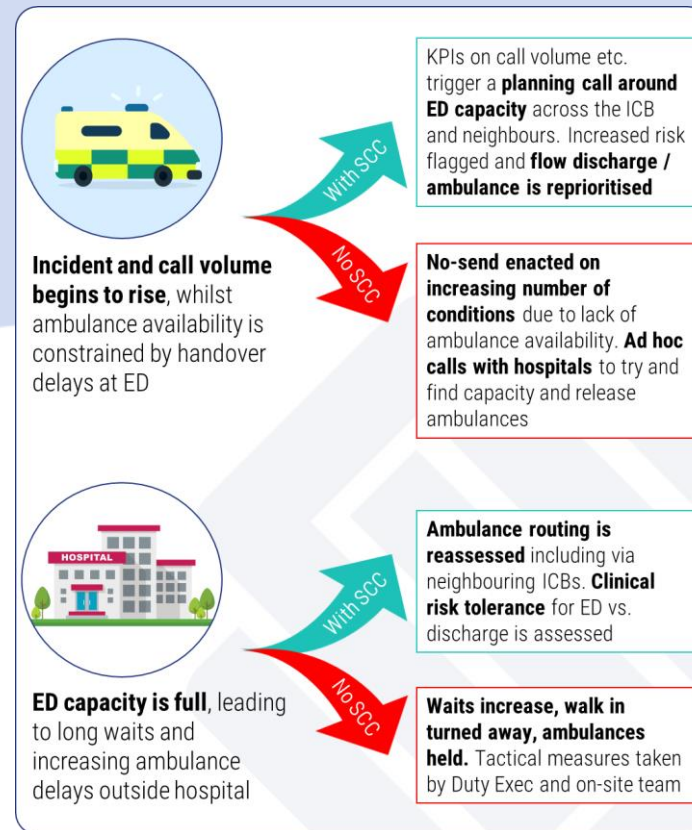 KPIs on call volume etc.
trigger a planning call around
ED capacity across the ICB
and neighbours. Increased risk
flagged and flow discharge /
ambulance is reprioritised
With SCC
Incident and call volume
begins to rise, whilst
ambulance availability is
constrained by handover
delays at ED
No SCC
No-send enacted on
increasing number of
conditions due to lack of
ambulance availability. Ad hoc
calls with hospitals to try and
find capacity and release
ambulances
HOSPITAL
With SCC
Ambulance routing is
reassessed including via
neighbouring ICBs. Clinical
risk tolerance for ED vs.
discharge is assessed
ED capacity is full, leading
to long waits and
increasing ambulance
delays outside hospital
No SCC
Waits increase, walk in
turned away, ambulances
held. Tactical measures taken
by Duty Exec and on-site team